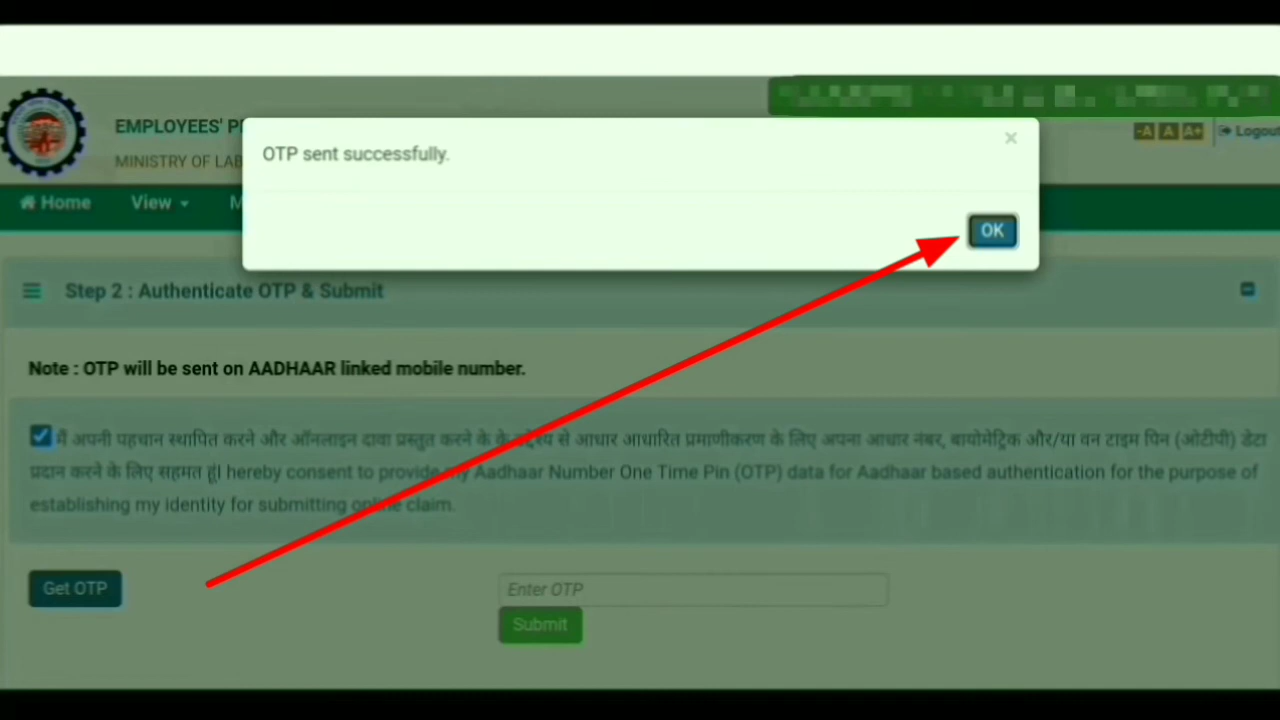 EMPLOYEES' P
MINISTRY OF LAB
-A A A+ Logout
OTP sent successfully.
×
OK
Home View M
Step 2 : Authenticate OTP & Submit
Note : OTP will be sent on AADHAAR linked mobile number.
मैं अपनी पहचान स्थापित करने और ऑनलाइन दावा प्रस्तुत करने के के उद्देश्य से आधार आधारित प्रमाणीकरण के लिए अपना आधार नंबर, बायोमेट्रिक और/या वन टाइम पिन (ओटीपी) डेटा
प्रदान करने के लिए सहमत हूं। I hereby consent to provide my Aadhaar Number One Time Pin (OTP) data for Aadhaar based authentication for the purpose of
establishing my identity for submitting online claim.
Get OTP
Enter OTP
Submit